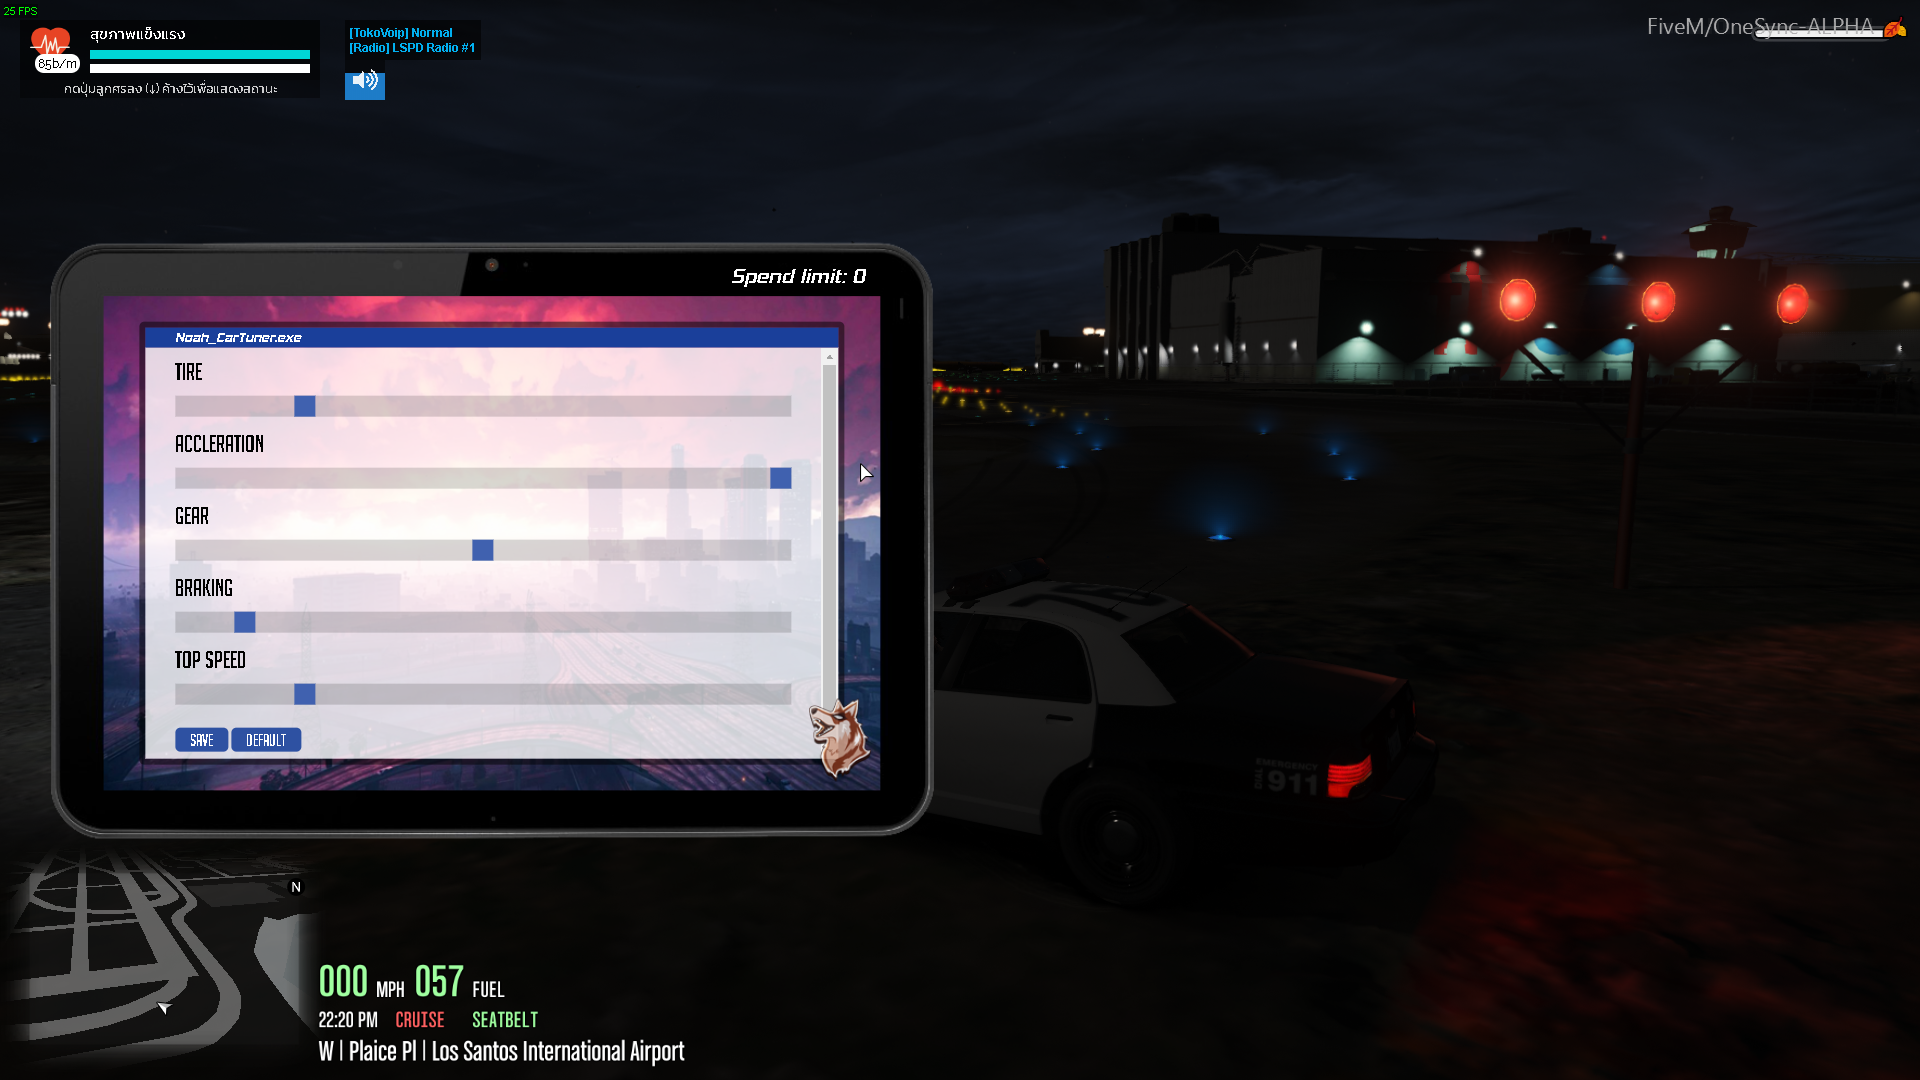 25 FPS
สุขภาพแข็งแรง
85b/m
กดปุ่มลูกศรลง (↓) ค้างไว้เพื่อแสดงสถานะ
[TokoVoip] Normal
[Radio] LSPD Radio #1
FiveM/OneSync-ALPHA
Spend limit: 0
Noah_CarTuner.exe
TIRE
ACCLERATION
GEAR
BRAKING
TOP SPEED
SAVE DEFAULT
EMERGENCY
DIAL 911
N
000 MPH 057 FUEL
22:20 PM CRUISE SEATBELT
W | Plaice Pl | Los Santos International Airport